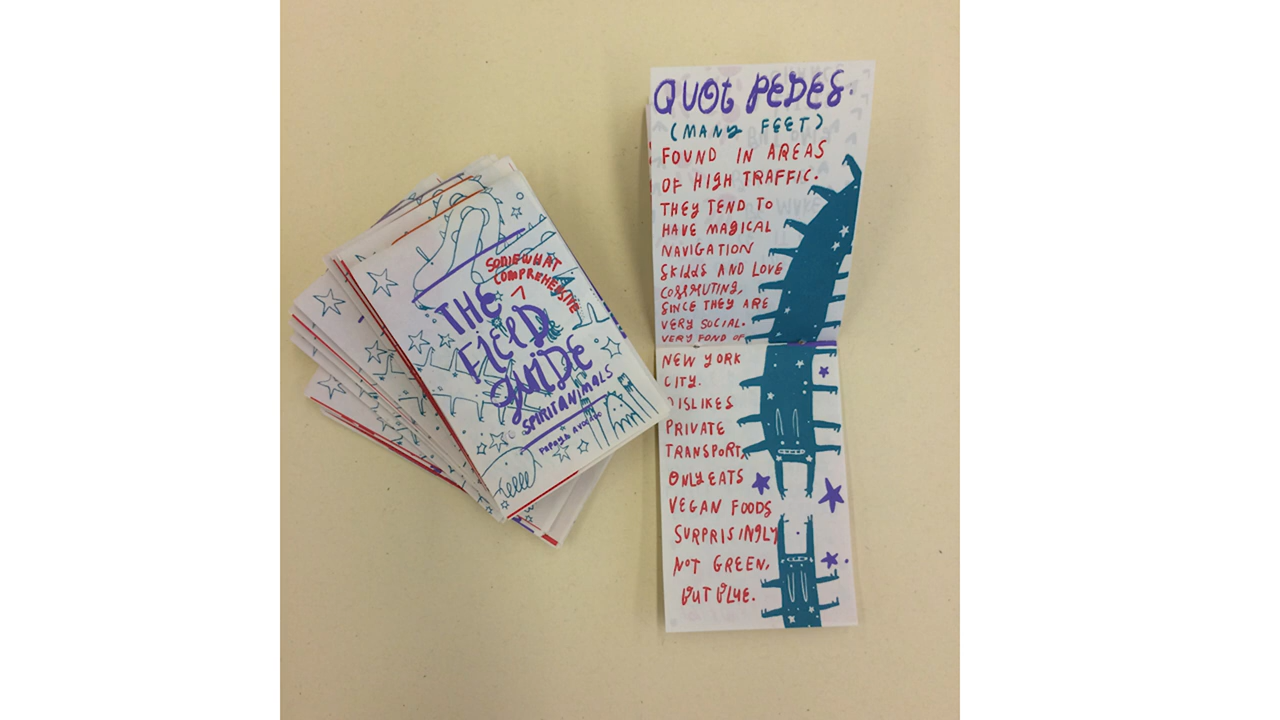 SOMEWHAT
COMPREHENSIVE
THE
FIELD
GUIDE
SPIRIT ANIMALS
PAPAYA AVOCADO
QUOT PEDES.
(MANY FEET)
FOUND IN AREAS
OF HIGH TRAFFIC.
THEY TEND TO
HAVE MAGICAL
NAVIGATION
SKILLS AND LOVE
COMMUTING,
SINCE THEY ARE
VERY SOCIAL.
VERY FOND OF
NEW YORK
CITY.
DISLIKES
PRIVATE
TRANSPORT,
ONLY EATS
VEGAN FOODS
SURPRISINGLY
NOT GREEN,
BUT BLUE.